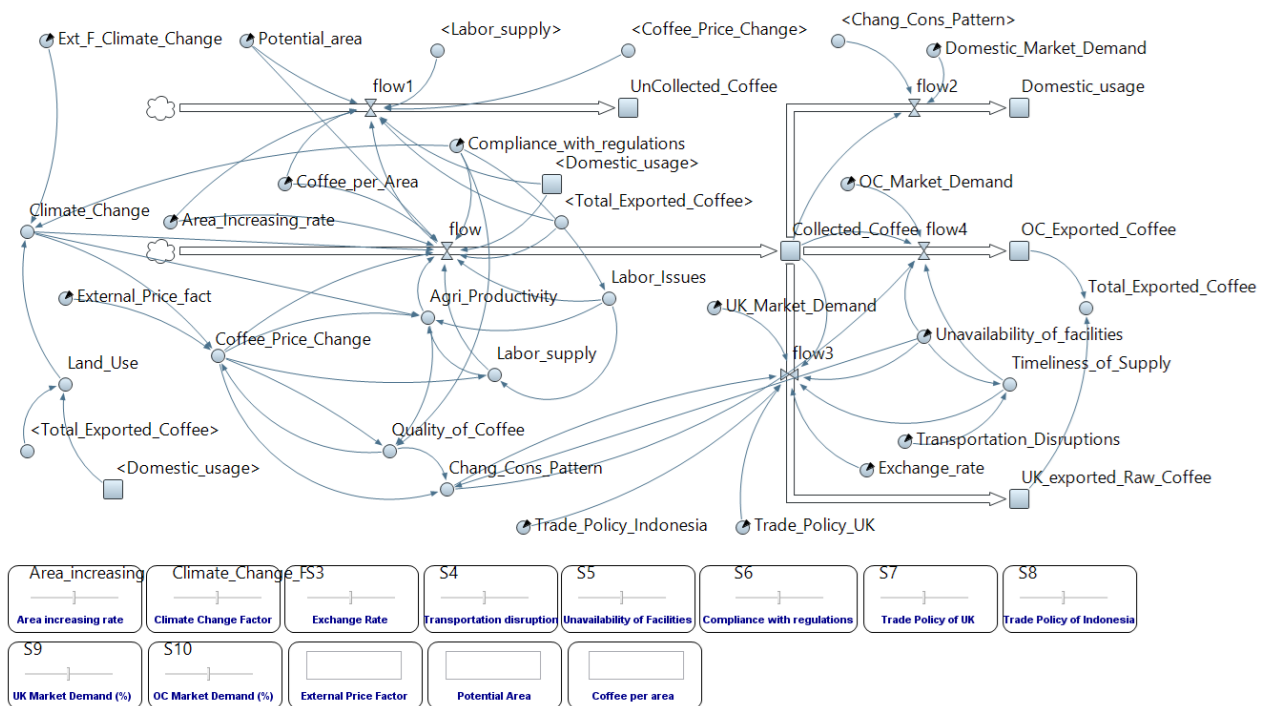 <Chang_Cons_Pattern>
Ext_F_Climate_Change
Potential_area
<Labor_supply>
<Coffee_Price_Change>
Domestic_Market_Demand
flow1
UnCollected_Coffee
flow2
Domestic_usage
Compliance_with_regulations
<Domestic_usage>
Coffee_per_Area
OC_Market_Demand
<Total_Exported_Coffee>
Climate_Change
Area_Increasing_rate
flow
Collected_Coffee
flow4
OC_Exported_Coffee
Labor_Issues
Total_Exported_Coffee
External_Price_fact
Agri_Productivity
UK_Market_Demand
Coffee_Price_Change
Unavailability_of_facilities
Land_Use
Labor_supply
flow3
Timeliness_of_Supply
<Total_Exported_Coffee>
Quality_of_Coffee
Transportation_Disruptions
<Domestic_usage>
Chang_Cons_Pattern
Exchange_rate
UK_exported_Raw_Coffee
Trade_Policy_Indonesia
Trade_Policy_UK
Area_increasing
Area increasing rate
Climate_Change_F
Climate Change Factor
S3
Exchange Rate
S4
Transportation disruption
S5
Unavailability of Facilities
S6
Compliance with regulations
S7
Trade Policy of UK
S8
Trade Policy of Indonesia
S9
UK Market Demand (%)
S10
OC Market Demand (%)
External Price Factor
Potential Area
Coffee per area